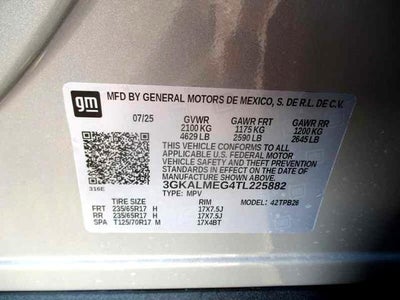 gm MFD BY GENERAL MOTORS DE MEXICO, S. DE R.L. DE C.V.
07/25 GVWR GAWR FRT GAWR RR
2100 KG 1175 KG 1200 KG
4629 LB 2590 LB 2645 LB
THIS VEHICLE CONFORMS TO ALL
APPLICABLE U.S. FEDERAL MOTOR
VEHICLE SAFETY AND THEFT PREVENTION
STANDARDS IN EFFECT ON THE DATE OF
MANUFACTURE SHOWN ABOVE.
3GKALMEG4TL225882
316E TYPE: MPV MODEL: 42TPB26
TIRE SIZE RIM
FRT 235/65R17 H 17X7.5J
RR 235/65R17 H 17X7.5J
SPA T125/70R17 M 17X4BT